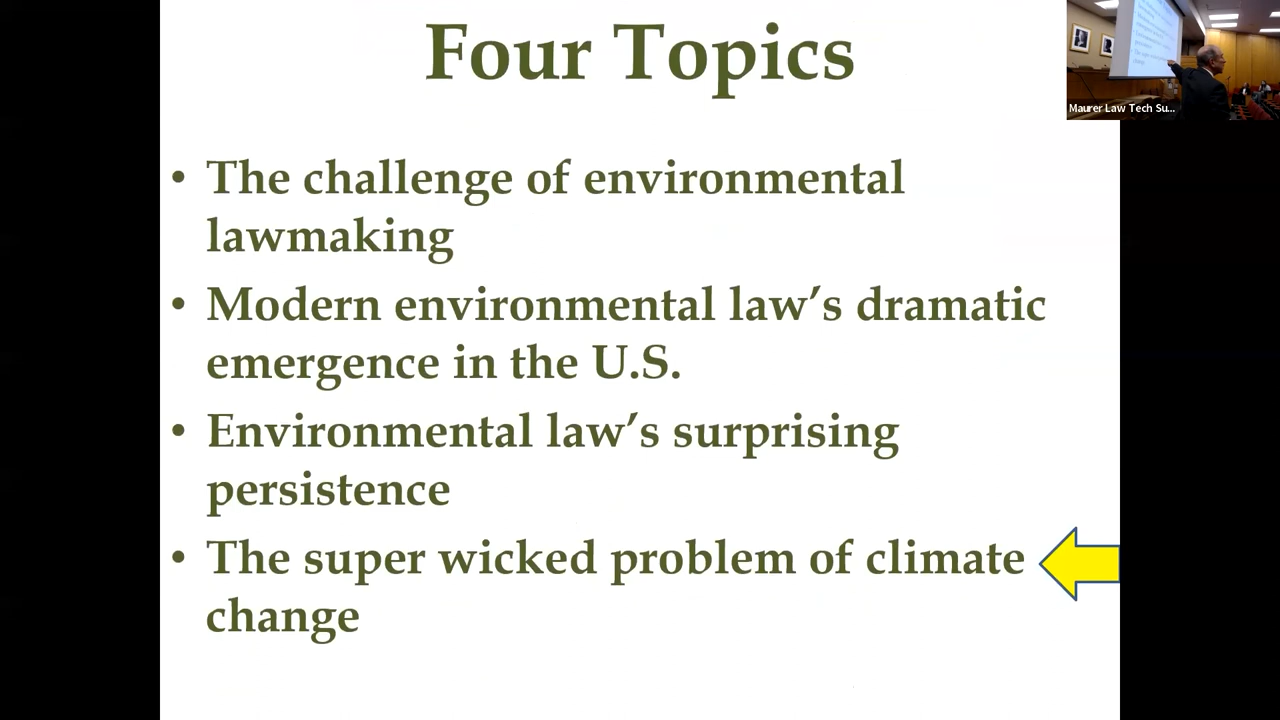 Four Topics
Maurer Law Tech Su...
• The challenge of environmental
lawmaking
• Modern environmental law’s dramatic
emergence in the U.S.
• Environmental law’s surprising
persistence
• The super wicked problem of climate
change